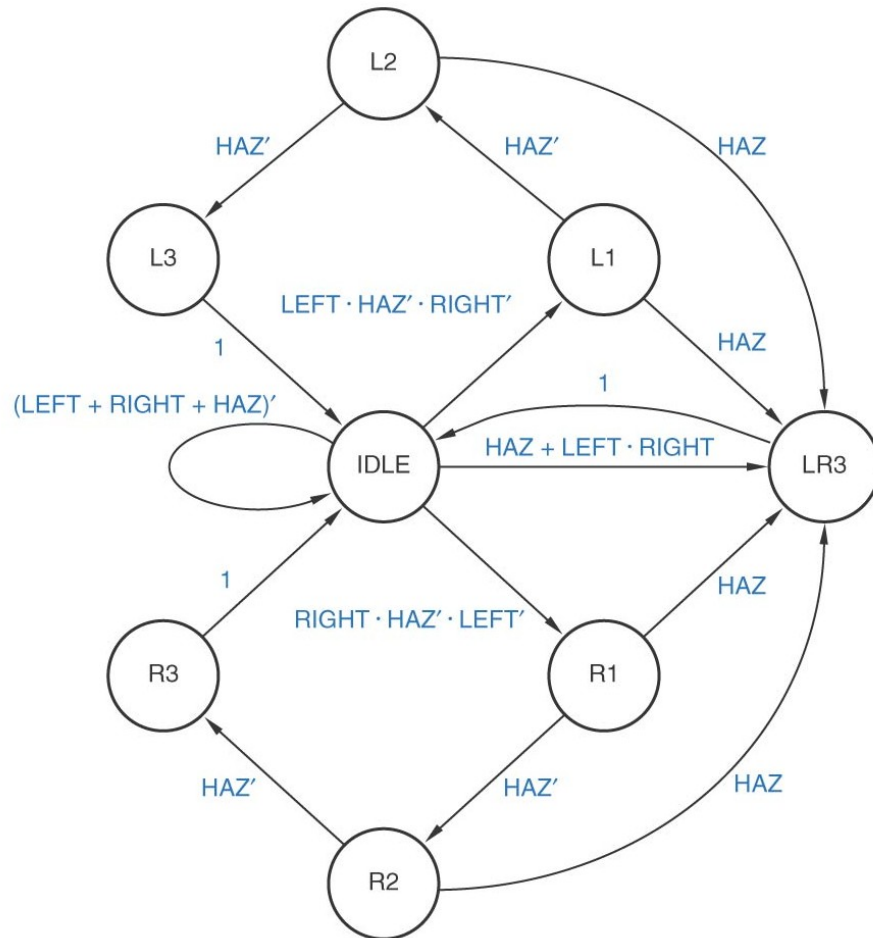 L2
HAZ′
HAZ′
HAZ
L3
L1
LEFT · HAZ′ · RIGHT′
1
HAZ
(LEFT + RIGHT + HAZ)′
1
IDLE
HAZ + LEFT · RIGHT
LR3
1
RIGHT · HAZ′ · LEFT′
HAZ
R3
R1
HAZ′
HAZ′
HAZ
R2